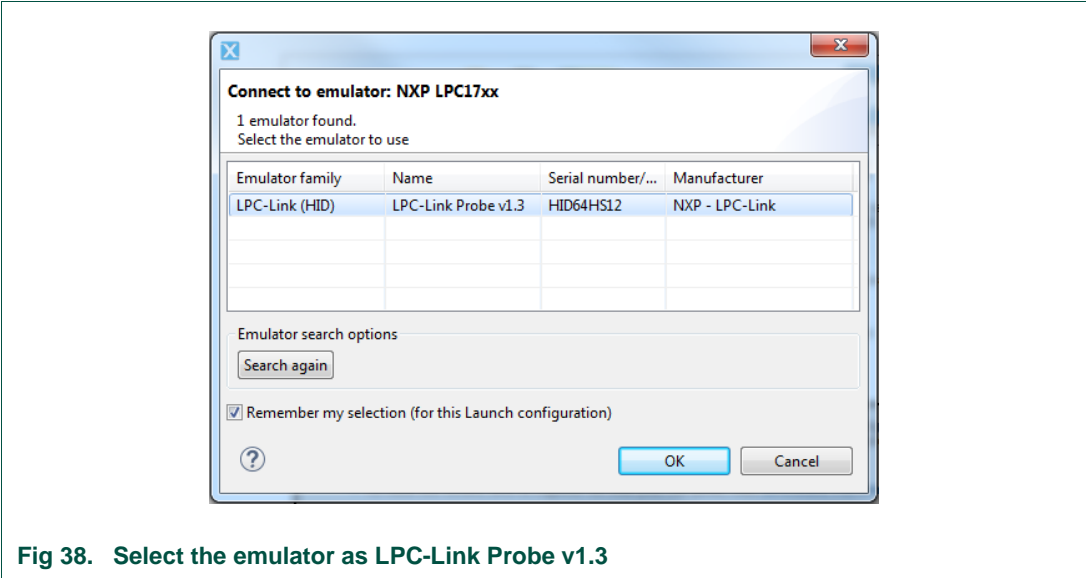 X
Connect to emulator: NXP LPC17xx
1 emulator found.
Select the emulator to use
Emulator family Name Serial number/... Manufacturer
LPC-Link (HID) LPC-Link Probe v1.3 HID64HS12 NXP - LPC-Link
Emulator search options
Search again
Remember my selection (for this Launch configuration)
? OK Cancel
Fig 38. Select the emulator as LPC-Link Probe v1.3